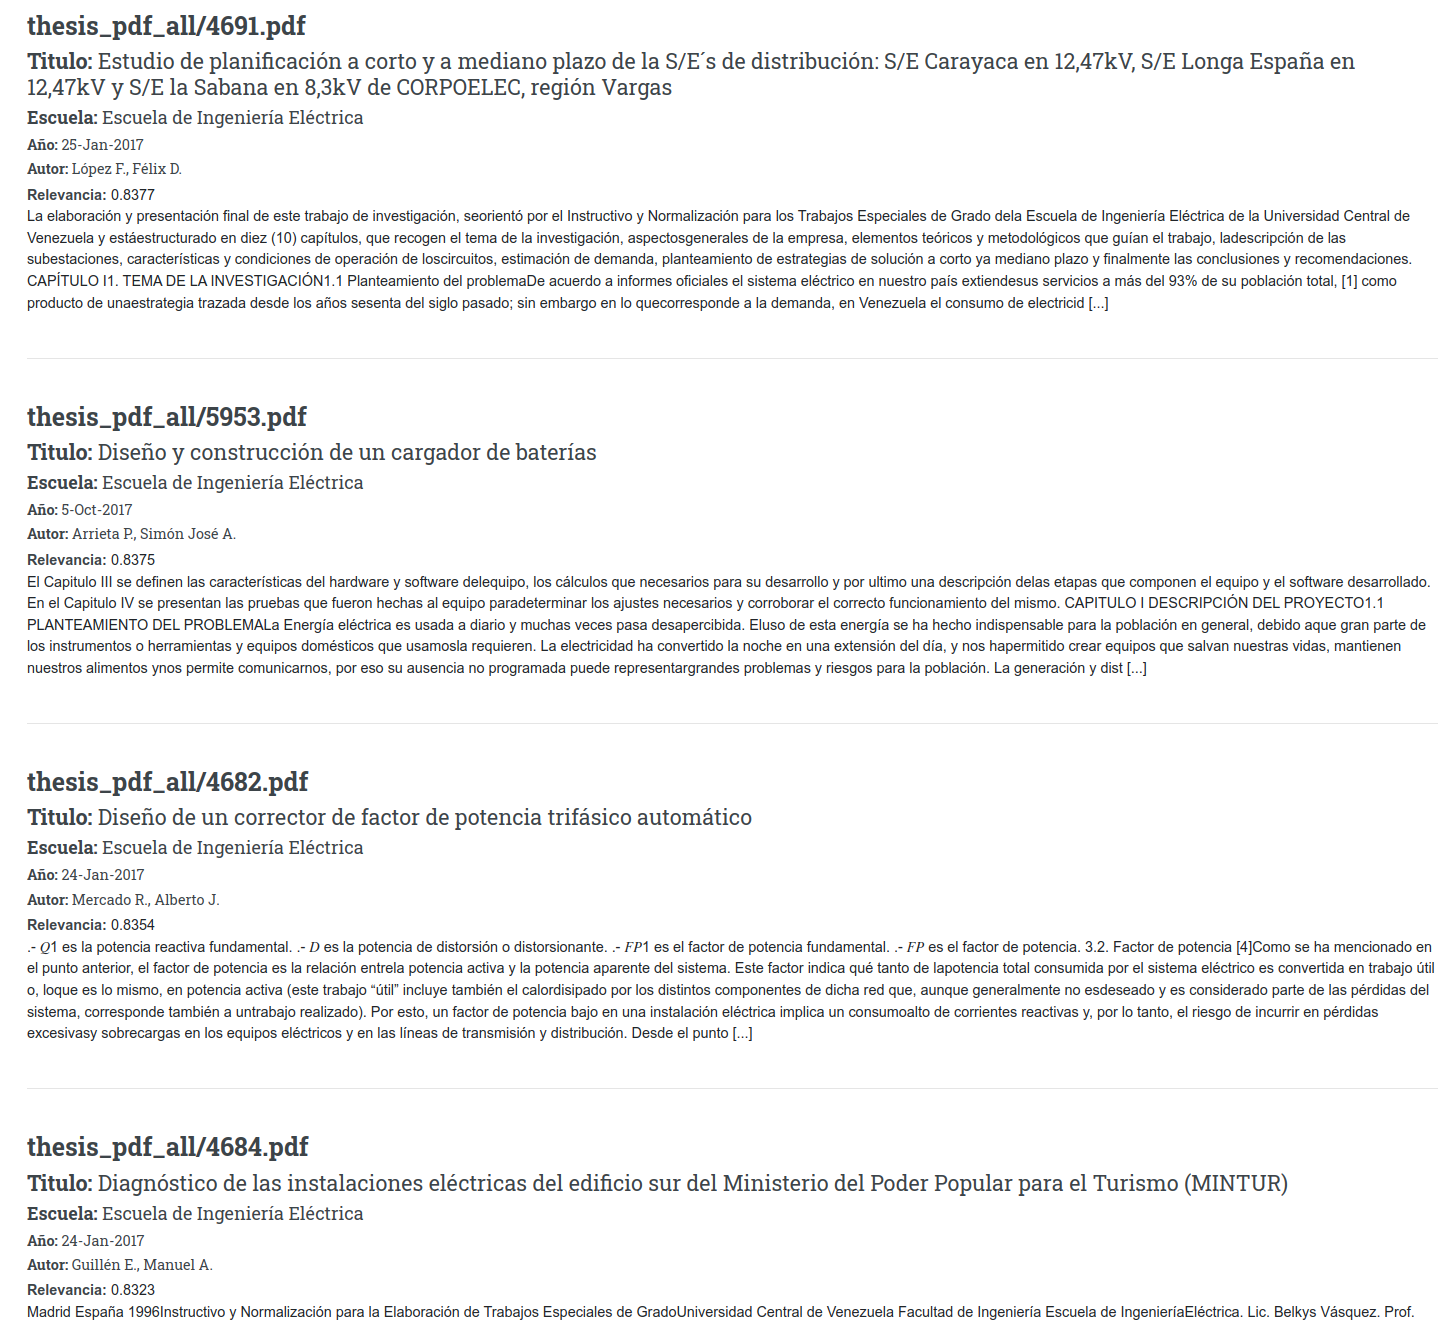 thesis_pdf_all/4691.pdf
Titulo: Estudio de planificación a corto y a mediano plazo de la S/E´s de distribución: S/E Carayaca en 12,47kV, S/E Longa España en
12,47kV y S/E la Sabana en 8,3kV de CORPOELEC, región Vargas
Escuela: Escuela de Ingeniería Eléctrica
Año: 25-Jan-2017
Autor: López F., Félix D.
Relevancia: 0.8377
La elaboración y presentación final de este trabajo de investigación, seorientó por el Instructivo y Normalización para los Trabajos Especiales de Grado dela Escuela de Ingeniería Eléctrica de la Universidad Central de
Venezuela y estáestructurado en diez (10) capítulos, que recogen el tema de la investigación, aspectosgenerales de la empresa, elementos teóricos y metodológicos que guían el trabajo, ladescripción de las
subestaciones, características y condiciones de operación de loscircuitos, estimación de demanda, planteamiento de estrategias de solución a corto ya mediano plazo y finalmente las conclusiones y recomendaciones.
CAPÍTULO I1. TEMA DE LA INVESTIGACIÓN1.1 Planteamiento del problemaDe acuerdo a informes oficiales el sistema eléctrico en nuestro país extiendesus servicios a más del 93% de su población total, [1] como
producto de unaestrategia trazada desde los años sesenta del siglo pasado; sin embargo en lo quecorresponde a la demanda, en Venezuela el consumo de electricid [...]
thesis_pdf_all/5953.pdf
Titulo: Diseño y construcción de un cargador de baterías
Escuela: Escuela de Ingeniería Eléctrica
Año: 5-Oct-2017
Autor: Arrieta P., Simón José A.
Relevancia: 0.8375
El Capitulo III se definen las características del hardware y software delequipo, los cálculos que necesarios para su desarrollo y por ultimo una descripción delas etapas que componen el equipo y el software desarrollado.
En el Capitulo IV se presentan las pruebas que fueron hechas al equipo paradeterminar los ajustes necesarios y corroborar el correcto funcionamiento del mismo. CAPITULO I DESCRIPCIÓN DEL PROYECTO1.1
PLANTEAMIENTO DEL PROBLEMALa Energía eléctrica es usada a diario y muchas veces pasa desapercibida. Eluso de esta energía se ha hecho indispensable para la población en general, debido aque gran parte de
los instrumentos o herramientas y equipos domésticos que usamosla requieren. La electricidad ha convertido la noche en una extensión del día, y nos hapermitido crear equipos que salvan nuestras vidas, mantienen
nuestros alimentos ynos permite comunicarnos, por eso su ausencia no programada puede representargrandes problemas y riesgos para la población. La generación y dist [...]
thesis_pdf_all/4682.pdf
Titulo: Diseño de un corrector de factor de potencia trifásico automático
Escuela: Escuela de Ingeniería Eléctrica
Año: 24-Jan-2017
Autor: Mercado R., Alberto J.
Relevancia: 0.8354
.- 𝑄1 es la potencia reactiva fundamental. .- 𝐷 es la potencia de distorsión o distorsionante. .- 𝐹𝑃1 es el factor de potencia fundamental. .- 𝐹𝑃 es el factor de potencia. 3.2. Factor de potencia [4]Como se ha mencionado en
el punto anterior, el factor de potencia es la relación entrela potencia activa y la potencia aparente del sistema. Este factor indica qué tanto de lapotencia total consumida por el sistema eléctrico es convertida en trabajo útil
o, loque es lo mismo, en potencia activa (este trabajo “útil” incluye también el calordisipado por los distintos componentes de dicha red que, aunque generalmente no esdeseado y es considerado parte de las pérdidas del
sistema, corresponde también a untrabajo realizado). Por esto, un factor de potencia bajo en una instalación eléctrica implica un consumoalto de corrientes reactivas y, por lo tanto, el riesgo de incurrir en pérdidas
excesivasy sobrecargas en los equipos eléctricos y en las líneas de transmisión y distribución. Desde el punto [...]
thesis_pdf_all/4684.pdf
Titulo: Diagnóstico de las instalaciones eléctricas del edificio sur del Ministerio del Poder Popular para el Turismo (MINTUR)
Escuela: Escuela de Ingeniería Eléctrica
Año: 24-Jan-2017
Autor: Guillén E., Manuel A.
Relevancia: 0.8323
Madrid España 1996Instructivo y Normalización para la Elaboración de Trabajos Especiales de GradoUniversidad Central de Venezuela Facultad de Ingeniería Escuela de IngenieríaEléctrica. Lic. Belkys Vásquez. Prof.